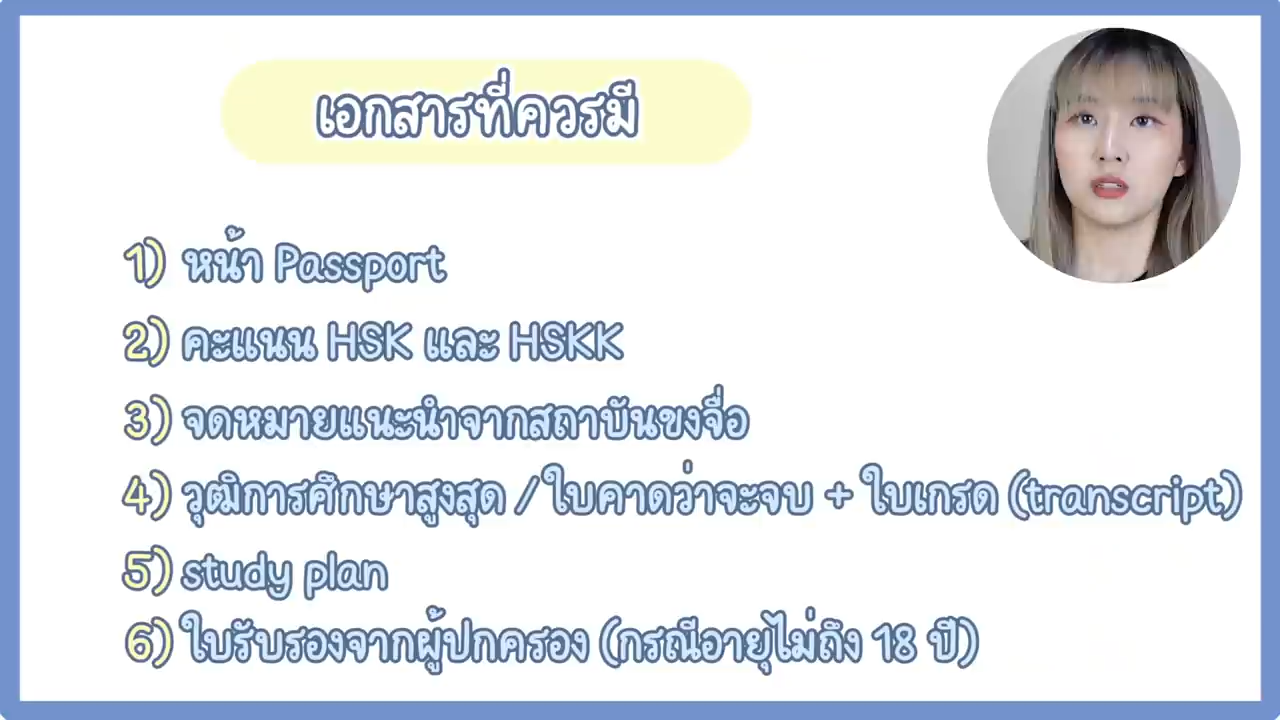 เอกสารที่ควรมี
1) หน้า Passport
2) คะแนน HSK และ HSKK
3) จดหมายแนะนำจากสถาบันขงจื่อ
4) วุฒิการศึกษาสูงสุด / ใบคาดว่าจะจบ + ใบเกรด (transcript)
5) study plan
6) ใบรับรองจากผู้ปกครอง (กรณีอายุไม่ถึง 18 ปี)